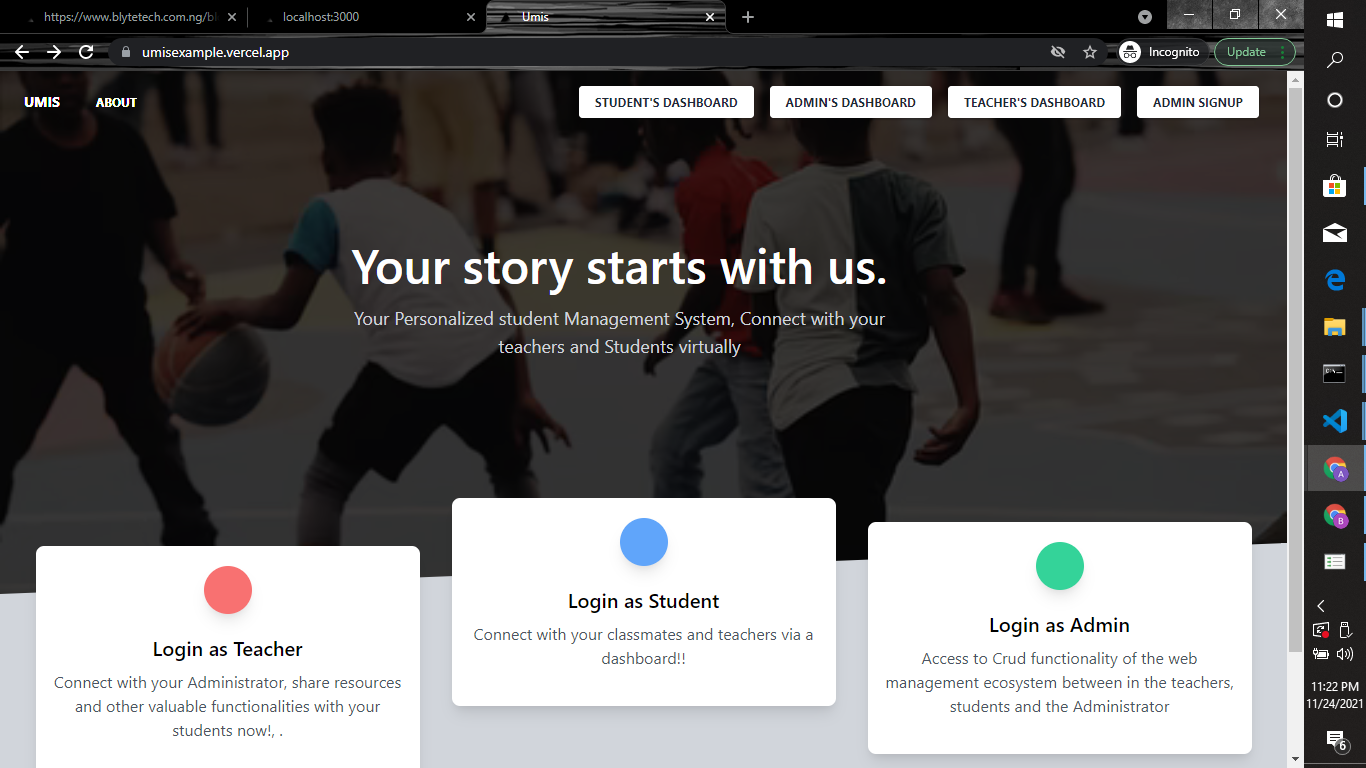 https://www.blytetech.com.ng/bl
localhost:3000
Umis
umisexample.vercel.app
Incognito
Update
UMIS
ABOUT
STUDENT'S DASHBOARD
ADMIN'S DASHBOARD
TEACHER'S DASHBOARD
ADMIN SIGNUP
Your story starts with us.
Your Personalized student Management System, Connect with your
teachers and Students virtually
Login as Teacher
Connect with your Administrator, share resources
and other valuable functionalities with your
students now!, .
Login as Student
Connect with your classmates and teachers via a
dashboard!!
Login as Admin
Access to Crud functionality of the web
management ecosystem between in the teachers,
students and the Administrator
A
B
11:22 PM
11/24/2021
6